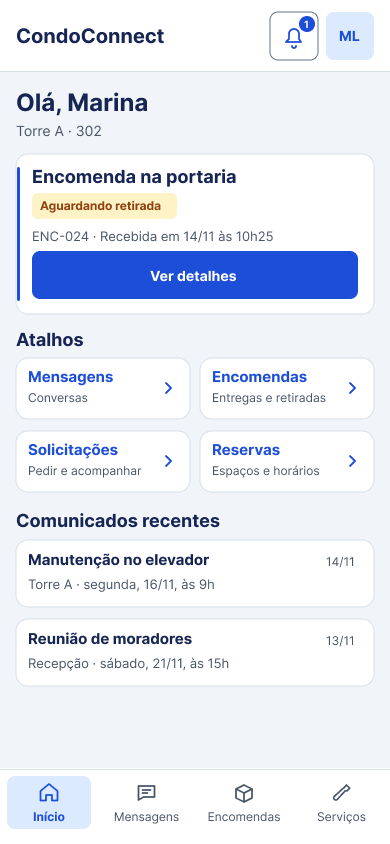 CondoConnect
1
ML
Olá, Marina
Torre A · 302
Encomenda na portaria
Aguardando retirada
ENC-024 · Recebida em 14/11 às 10h25
Ver detalhes
Atalhos
Mensagens
Conversas
Encomendas
Entregas e retiradas
Solicitações
Pedir e acompanhar
Reservas
Espaços e horários
Comunicados recentes
Manutenção no elevador
14/11
Torre A · segunda, 16/11, às 9h
Reunião de moradores
13/11
Recepção · sábado, 21/11, às 15h
Início
Mensagens
Encomendas
Serviços